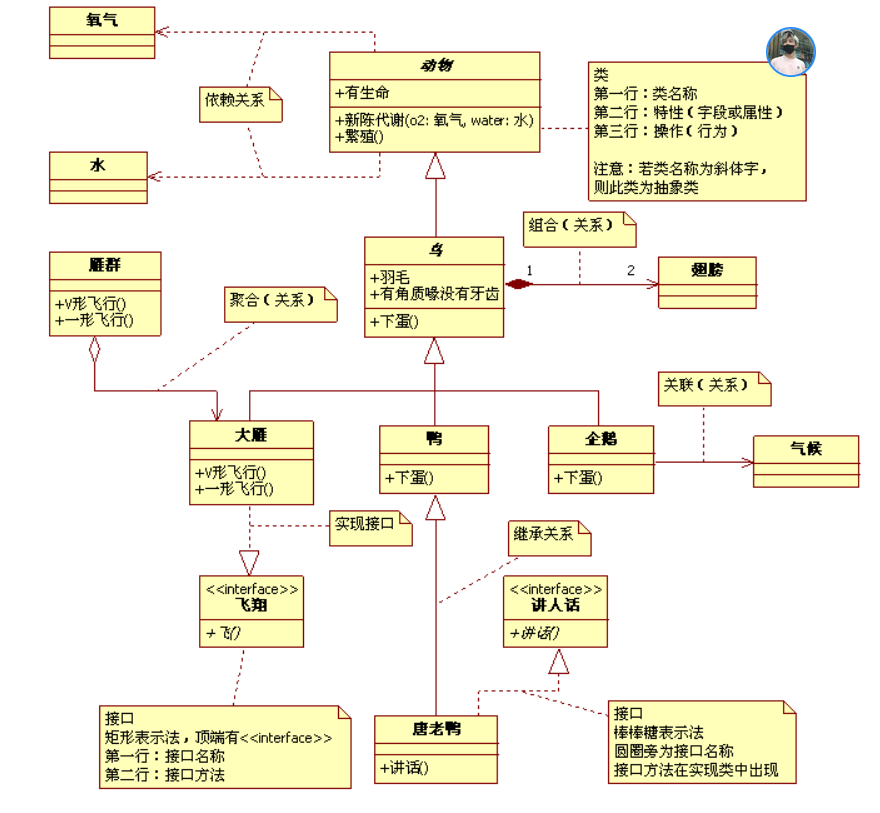 氧气
动物
+有生命
+新陈代谢(o2: 氧气, water: 水)
+繁殖()
类
第一行：类名称
第二行：特性（字段或属性）
第三行：操作（行为）
注意：若类名称为斜体字，
则此类为抽象类
依赖关系
水
组合（关系）
雁群
+V形飞行()
+一形飞行()
鸟
+羽毛
+有角质喙没有牙齿
+下蛋()
1
2
翅膀
聚合（关系）
关联（关系）
大雁
+V形飞行()
+一形飞行()
鸭
+下蛋()
企鹅
+下蛋()
气候
实现接口
继承关系
<<interface>>
飞翔
+飞()
<<interface>>
讲人话
+讲话()
接口
矩形表示法，顶端有<<interface>>
第一行：接口名称
第二行：接口方法
唐老鸭
+讲话()
接口
棒棒糖表示法
圆圈旁为接口名称
接口方法在实现类中出现